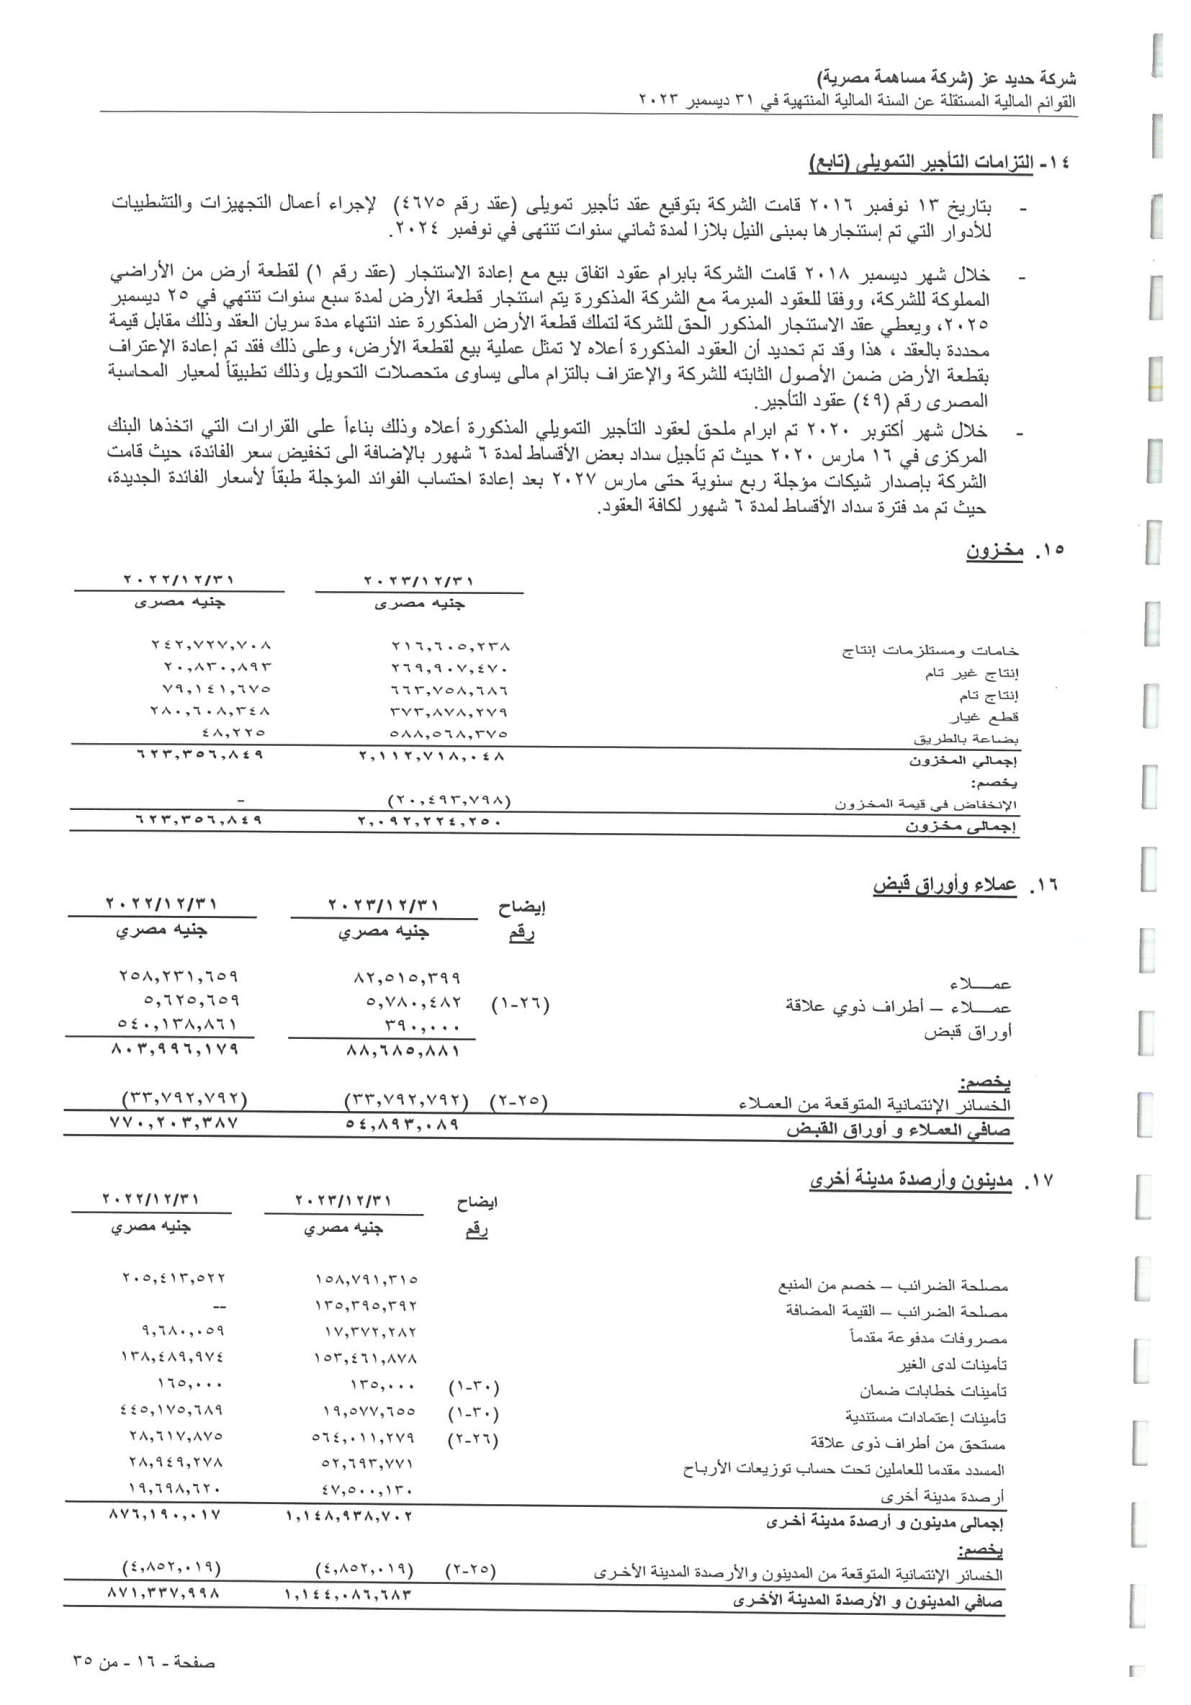 شركة حديد عز (شركة مساهمة مصرية)
القوائم المالية المستقلة عن السنة المالية المنتهية في ٣١ ديسمبر ٢٠٢٣
١٤- التزامات التأجير التمويلى (تابع)
- بتاريخ ١٣ نوفمبر ٢٠١٦ قامت الشركة بتوقيع عقد تأجير تمويلى (عقد رقم ٤٦٧٥) لإجراء أعمال التجهيزات والتشطيبات
للأدوار التي تم إستئجارها بمبنى النيل بلازا لمدة ثماني سنوات تنتهى في نوفمبر ٢٠٢٤.
- خلال شهر ديسمبر ٢٠١٨ قامت الشركة بابرام عقود اتفاق بيع مع إعادة الاستئجار (عقد رقم ١) لقطعة أرض من الأراضي
المملوكة للشركة، ووفقا للعقود المبرمة مع الشركة المذكورة يتم استئجار قطعة الأرض لمدة سبع سنوات تنتهي في ٢٥ ديسمبر
٢٠٢٥، ويعطي عقد الاستئجار المذكور الحق للشركة لتملك قطعة الأرض المذكورة عند انتهاء مدة سريان العقد وذلك مقابل قيمة
محددة بالعقد ، هذا وقد تم تحديد أن العقود المذكورة أعلاه لا تمثل عملية بيع لقطعة الأرض، وعلى ذلك فقد تم إعادة الإعتراف
بقطعة الأرض ضمن الأصول الثابته للشركة والإعتراف بالتزام مالى يساوى متحصلات التحويل وذلك تطبيقاً لمعيار المحاسبة
المصرى رقم (٤٩) عقود التأجير.
- خلال شهر أكتوبر ٢٠٢٠ تم ابرام ملحق لعقود التأجير التمويلي المذكورة أعلاه وذلك بناءاً على القرارات التي اتخذها البنك
المركزى في ١٦ مارس ٢٠٢٠ حيث تم تأجيل سداد بعض الأقساط لمدة ٦ شهور بالإضافة الى تخفيض سعر الفائدة، حيث قامت
الشركة بإصدار شيكات مؤجلة ربع سنوية حتى مارس ٢٠٢٧ بعد إعادة احتساب الفوائد المؤجلة طبقاً لأسعار الفائدة الجديدة،
حيث تم مد فترة سداد الأقساط لمدة ٦ شهور لكافة العقود.
١٥. مخزون
٢٠٢٣/١٢/٣١ ٢٠٢٢/١٢/٣١
جنيه مصرى جنيه مصرى
خامات ومستلزمات إنتاج ٢١٦,٦٠٥,٢٣٨ ٢٤٢,٧٢٧,٧٠٨
إنتاج غير تام ٢٦٩,٩٠٧,٤٧٠ ٢٠,٨٣٠,٨٩٣
إنتاج تام ٦٦٣,٧٥٨,٦٨٦ ٧٩,١٤١,٦٧٥
قطع غيار ٣٧٣,٨٧٨,٢٧٩ ٢٨٠,٦٠٨,٣٤٨
بضاعة بالطريق ٥٨٨,٥٦٨,٣٧٥ ٤٨,٢٢٥
إجمالي المخزون ٢,١١٢,٧١٨,٠٤٨ ٦٢٣,٣٥٦,٨٤٩
يخصم:
الإنخفاض في قيمة المخزون (٢٠,٤٩٣,٧٩٨) –
إجمالى مخزون ٢,٠٩٢,٢٢٤,٢٥٠ ٦٢٣,٣٥٦,٨٤٩
١٦. عملاء وأوراق قبض
إيضاح ٢٠٢٣/١٢/٣١ ٢٠٢٢/١٢/٣١
رقم جنيه مصري جنيه مصري
عمـــلاء ٨٢,٥١٥,٣٩٩ ٢٥٨,٢٣١,٦٥٩
عمـــلاء – أطراف ذوي علاقة (٢٦-١) ٥,٧٨٠,٤٨٢ ٥,٦٢٥,٦٥٩
أوراق قبض ٣٩٠,٠٠٠ ٥٤٠,١٣٨,٨٦١
٨٨,٦٨٥,٨٨١ ٨٠٣,٩٩٦,١٧٩
يخصم:
الخسائر الإئتمانية المتوقعة من العملاء (٢٥-٢) (٣٣,٧٩٢,٧٩٢) (٣٣,٧٩٢,٧٩٢)
صافي العملاء و أوراق القبض ٥٤,٨٩٣,٠٨٩ ٧٧٠,٢٠٣,٣٨٧
١٧. مدينون وأرصدة مدينة أخرى
ايضاح ٢٠٢٣/١٢/٣١ ٢٠٢٢/١٢/٣١
رقم جنيه مصري جنيه مصري
مصلحة الضرائب – خصم من المنبع ١٥٨,٧٩١,٣١٥ ٢٠٥,٤١٣,٥٢٢
مصلحة الضرائب – القيمة المضافة ١٣٥,٣٩٥,٣٩٢ --
مصروفات مدفوعة مقدماً ١٧,٣٧٢,٢٨٢ ٩,٦٨٠,٠٥٩
تأمينات لدى الغير ١٥٣,٤٦١,٨٧٨ ١٣٨,٤٨٩,٩٧٤
تأمينات خطابات ضمان (٣٠-١) ١٣٥,٠٠٠ ١٦٥,٠٠٠
تأمينات إعتمادات مستندية (٣٠-١) ١٩,٥٧٧,٦٥٥ ٤٤٥,١٧٥,٦٨٩
مستحق من أطراف ذوى علاقة (٢٦-٢) ٥٦٤,٠١١,٢٧٩ ٢٨,٦١٧,٨٧٥
المسدد مقدما للعاملين تحت حساب توزيعات الأرباح ٥٢,٦٩٣,٧٧١ ٢٨,٩٤٩,٢٧٨
أرصدة مدينة أخرى ٤٧,٥٠٠,١٣٠ ١٩,٦٩٨,٦٢٠
إجمالى مدينون و أرصدة مدينة أخرى ١,١٤٨,٩٣٨,٧٠٢ ٨٧٦,١٩٠,٠١٧
يخصم:
الخسائر الإئتمانية المتوقعة من المدينون والأرصدة المدينة الأخرى (٢٥-٢) (٤,٨٥٢,٠١٩) (٤,٨٥٢,٠١٩)
صافي المدينون و الأرصدة المدينة الأخرى ١,١٤٤,٠٨٦,٦٨٣ ٨٧١,٣٣٧,٩٩٨
صفحة - ١٦ - من ٣٥